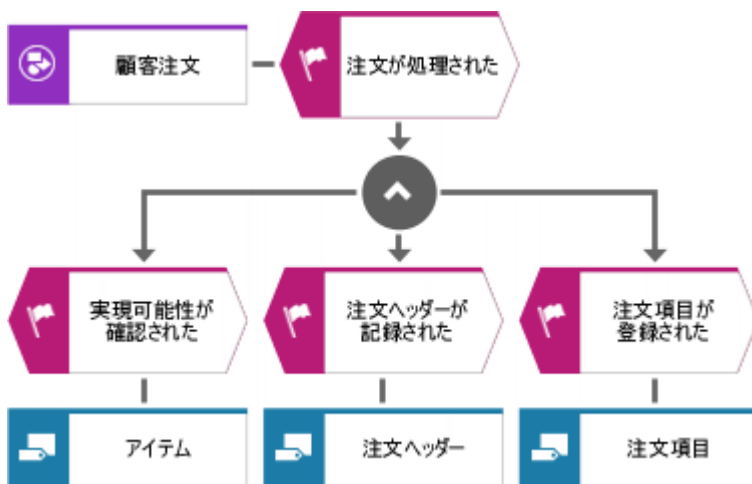 顧客注文
注文が処理された
実現可能性が
確認された
注文ヘッダーが
記録された
注文項目が
登録された
アイテム
注文ヘッダー
注文項目